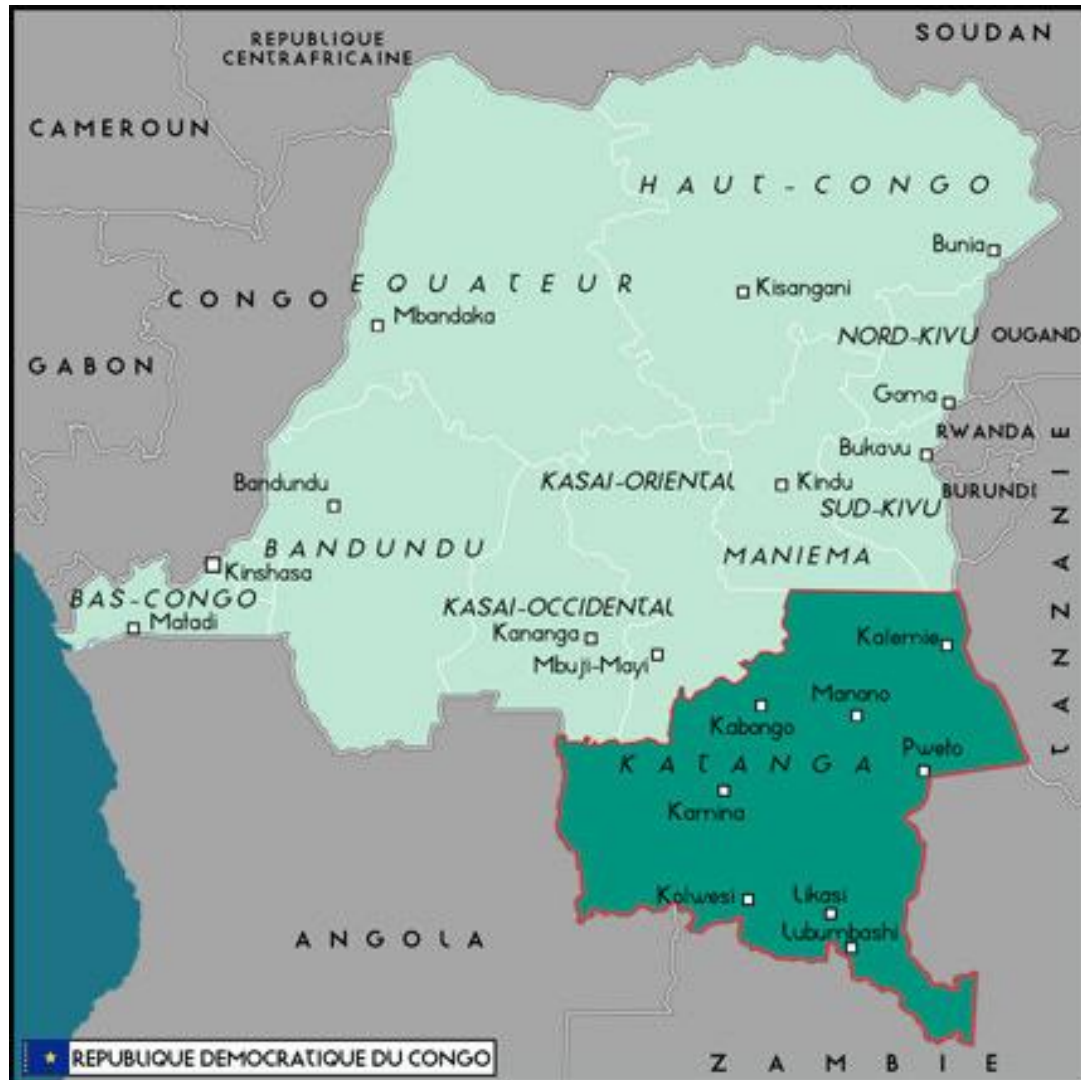 SOUDAN
REPUBLIQUE
CENTRAFRICAINE
CAMEROUN
HAUT-CONGO
Bunia
CONGO
EQUATEUR
Kisangani
Mbandaka
NORD-KIVU
OUGAND
GABON
Goma
RWANDA
Bukavu
TANZANIE
Bandundu
KASAI-ORIENTAL
Kindu
BURUNDI
SUD-KIVU
BANDUNDU
MANIEMA
Kinshasa
BAS-CONGO
Matadi
KASAI-OCCIDENTAL
Kananga
Mbuji-Mayi
Kalemie
Manono
Kabongo
Pweto
KATANGA
Kamina
Kolwesi
Likasi
Lubumbashi
ANGOLA
REPUBLIQUE DEMOCRATIQUE DU CONGO
ZAMBIE